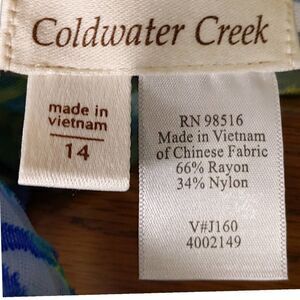 Coldwater Creek
made in
vietnam
14
RN 98516
Made in Vietnam
of Chinese Fabric
66% Rayon
34% Nylon
V#J160
4002149